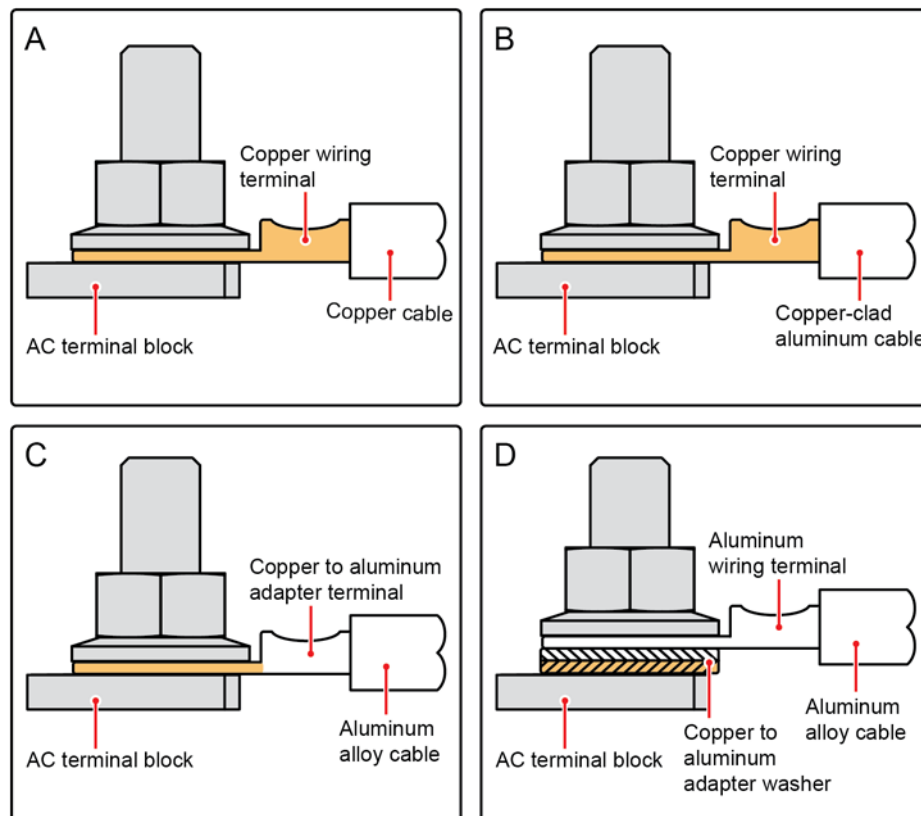 A
Copper wiring
terminal
Copper cable
AC terminal block
B
Copper wiring
terminal
Copper-clad
aluminum cable
AC terminal block
C
Copper to aluminum
adapter terminal
Aluminum
alloy cable
AC terminal block
D
Aluminum
wiring terminal
Aluminum
alloy cable
Copper to
aluminum
adapter washer
AC terminal block